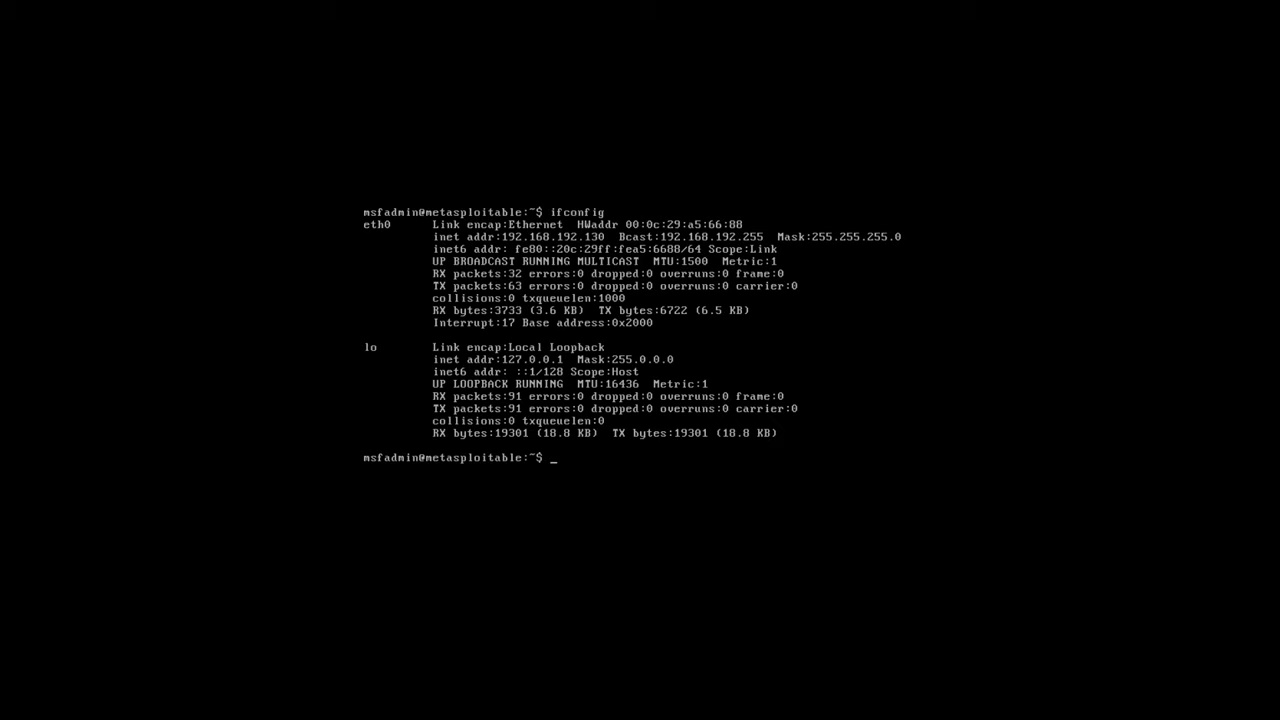 msfadmin@metasploitable:~$ ifconfig
eth0 Link encap:Ethernet HWaddr 00:0c:29:a5:66:88
inet addr:192.168.192.130 Bcast:192.168.192.255 Mask:255.255.255.0
inet6 addr: fe80::20c:29ff:fea5:6688/64 Scope:Link
UP BROADCAST RUNNING MULTICAST MTU:1500 Metric:1
RX packets:32 errors:0 dropped:0 overruns:0 frame:0
TX packets:63 errors:0 dropped:0 overruns:0 carrier:0
collisions:0 txqueuelen:1000
RX bytes:3733 (3.6 KB) TX bytes:6722 (6.5 KB)
Interrupt:17 Base address:0x2000
lo Link encap:Local Loopback
inet addr:127.0.0.1 Mask:255.0.0.0
inet6 addr: ::1/128 Scope:Host
UP LOOPBACK RUNNING MTU:16436 Metric:1
RX packets:91 errors:0 dropped:0 overruns:0 frame:0
TX packets:91 errors:0 dropped:0 overruns:0 carrier:0
collisions:0 txqueuelen:0
RX bytes:19301 (18.8 KB) TX bytes:19301 (18.8 KB)
msfadmin@metasploitable:~$ _